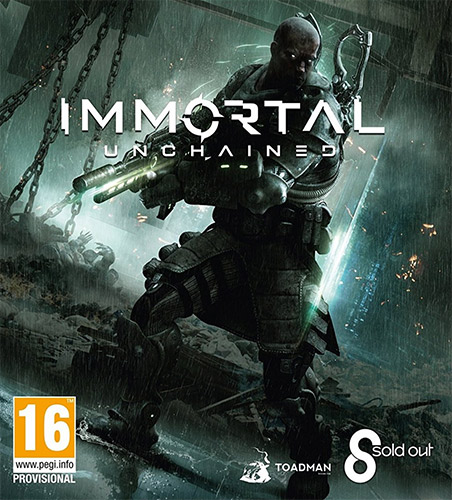 IMMORTAL
UNCHAINED
16
www.pegi.info
PROVISIONAL
TOADMAN
sold out